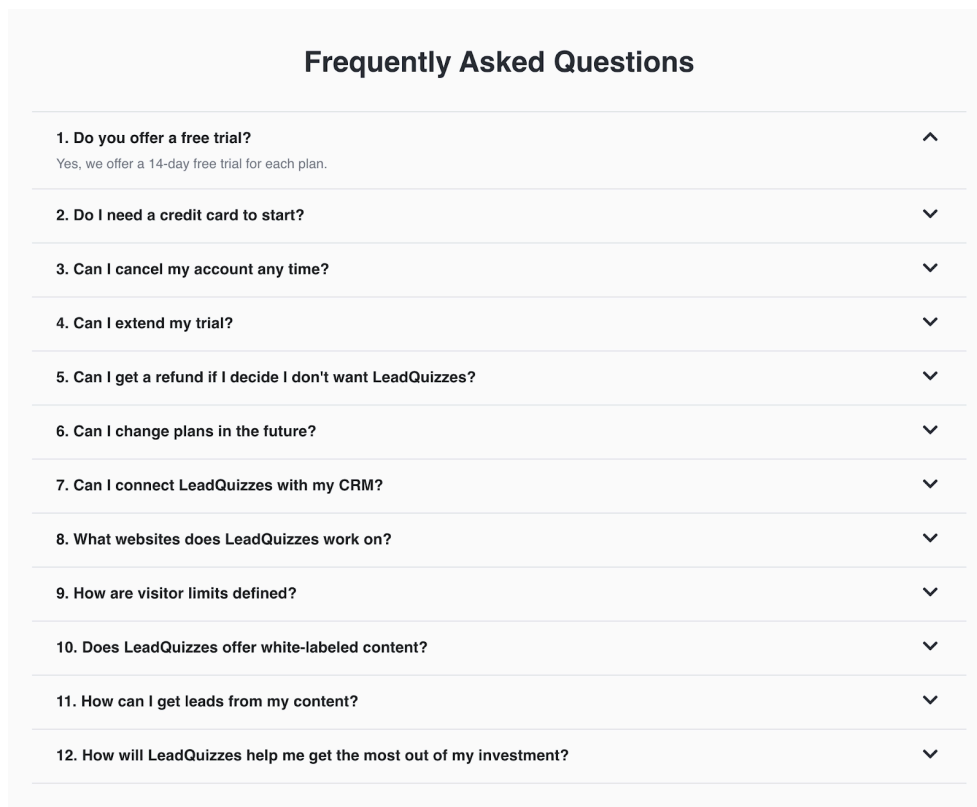 Frequently Asked Questions
1. Do you offer a free trial?
Yes, we offer a 14-day free trial for each plan.
2. Do I need a credit card to start?
3. Can I cancel my account any time?
4. Can I extend my trial?
5. Can I get a refund if I decide I don't want LeadQuizzes?
6. Can I change plans in the future?
7. Can I connect LeadQuizzes with my CRM?
8. What websites does LeadQuizzes work on?
9. How are visitor limits defined?
10. Does LeadQuizzes offer white-labeled content?
11. How can I get leads from my content?
12. How will LeadQuizzes help me get the most out of my investment?